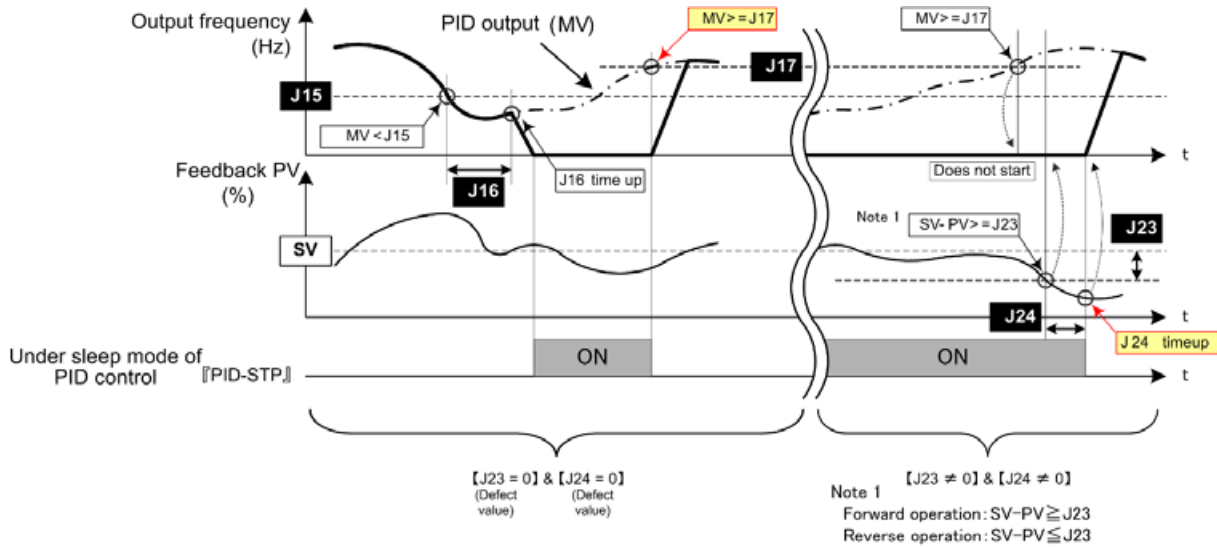 Output frequency
(Hz)
PID output (MV)
MV>=J17
MV>=J17
J17
J15
MV<J15
J16
J16 time up
Does not start
t
Feedback PV
(%)
SV
Note 1
SV-PV>=J23
J23
J24
J24 timeup
t
Under sleep mode of
PID control
『PID-STP』
ON
ON
t
【J23 = 0】 & 【J24 = 0】
(Defect
value)
(Defect
value)
【J23 ≠ 0】 & 【J24 ≠ 0】
Note 1
Forward operation:SV-PV≧J23
Reverse operation:SV-PV≦J23